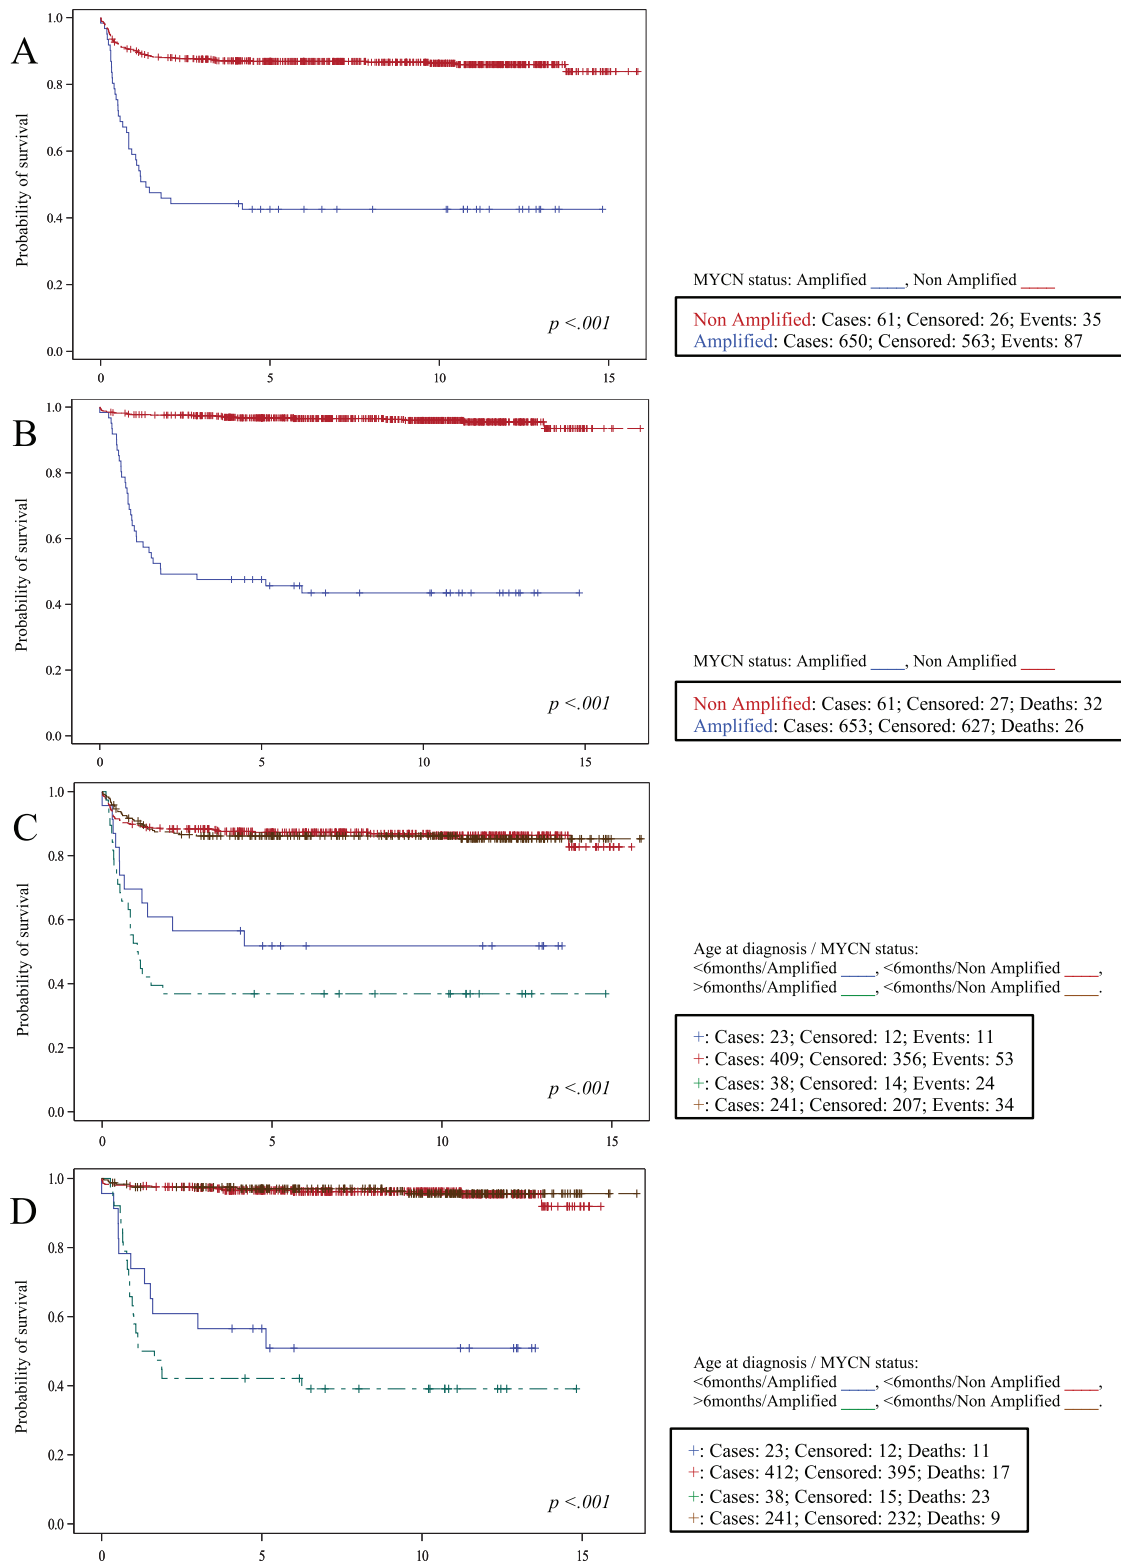 A
Probability of survival
1.0
0.8
0.6
0.4
0.2
0.0
p <.001
0 5 10 15
MYCN status: Amplified ____, Non Amplified ____
Non Amplified: Cases: 61; Censored: 26; Events: 35
Amplified: Cases: 650; Censored: 563; Events: 87
B
Probability of survival
1.0
0.8
0.6
0.4
0.2
0.0
p <.001
0 5 10 15
MYCN status: Amplified ____, Non Amplified ____
Non Amplified: Cases: 61; Censored: 27; Deaths: 32
Amplified: Cases: 653; Censored: 627; Deaths: 26
C
Probability of survival
1.0
0.8
0.6
0.4
0.2
0.0
p <.001
0 5 10 15
Age at diagnosis / MYCN status:
<6months/Amplified ____, <6months/Non Amplified ____,
>6months/Amplified ____, <6months/Non Amplified ____.
+: Cases: 23; Censored: 12; Events: 11
+: Cases: 409; Censored: 356; Events: 53
+: Cases: 38; Censored: 14; Events: 24
+: Cases: 241; Censored: 207; Events: 34
D
Probability of survival
1.0
0.8
0.6
0.4
0.2
0.0
p <.001
0 5 10 15
Age at diagnosis / MYCN status:
<6months/Amplified ____, <6months/Non Amplified ____,
>6months/Amplified ____, <6months/Non Amplified ____.
+: Cases: 23; Censored: 12; Deaths: 11
+: Cases: 412; Censored: 395; Deaths: 17
+: Cases: 38; Censored: 15; Deaths: 23
+: Cases: 241; Censored: 232; Deaths: 9